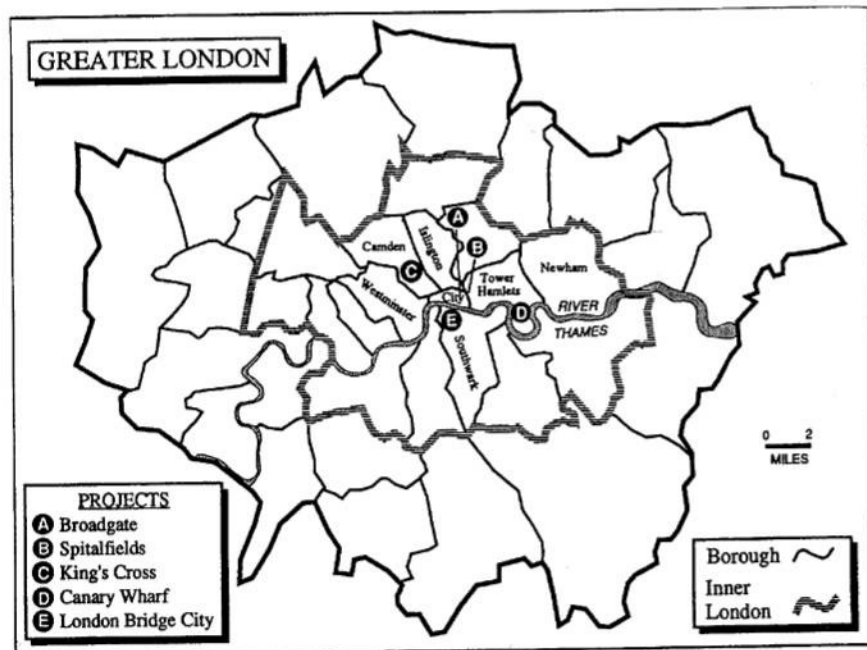 GREATER LONDON
A
B
Camden
Islington
C
Tower
Hamlets
Newham
Westminster
City
D
RIVER
THAMES
E
Southwark
0 2
MILES
PROJECTS
A Broadgate
B Spitalfields
C King's Cross
D Canary Wharf
E London Bridge City
Borough
Inner
London